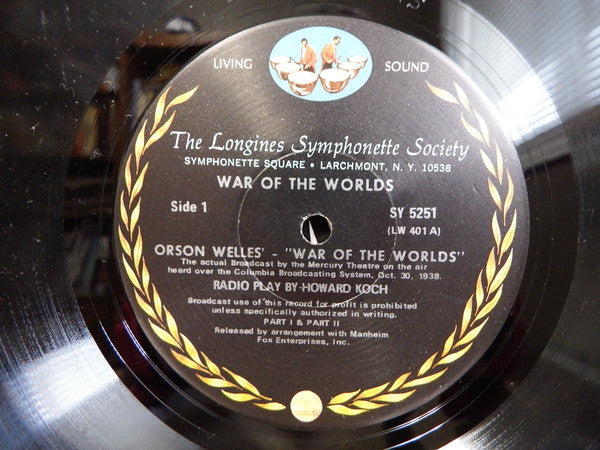 LIVING SOUND
The Longines Symphonette Society
SYMPHONETTE SQUARE • LARCHMONT, N. Y. 10538
WAR OF THE WORLDS
Side 1 SY 5251
(LW 401 A)
ORSON WELLES' - "WAR OF THE WORLDS"
The actual Broadcast by the Mercury Theatre on the air
heard over the Columbia Broadcasting System, Oct. 30, 1938.
RADIO PLAY BY HOWARD KOCH
Broadcast use of this record for profit is prohibited
unless specifically authorized in writing.
PART I & PART II
Released by arrangement with Manheim
Fox Enterprises, Inc.